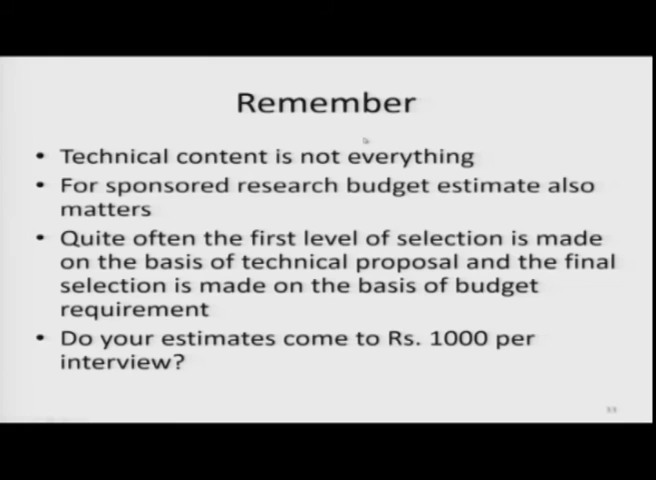 Remember
• Technical content is not everything
• For sponsored research budget estimate also
matters
• Quite often the first level of selection is made
on the basis of technical proposal and the final
selection is made on the basis of budget
requirement
• Do your estimates come to Rs. 1000 per
interview?